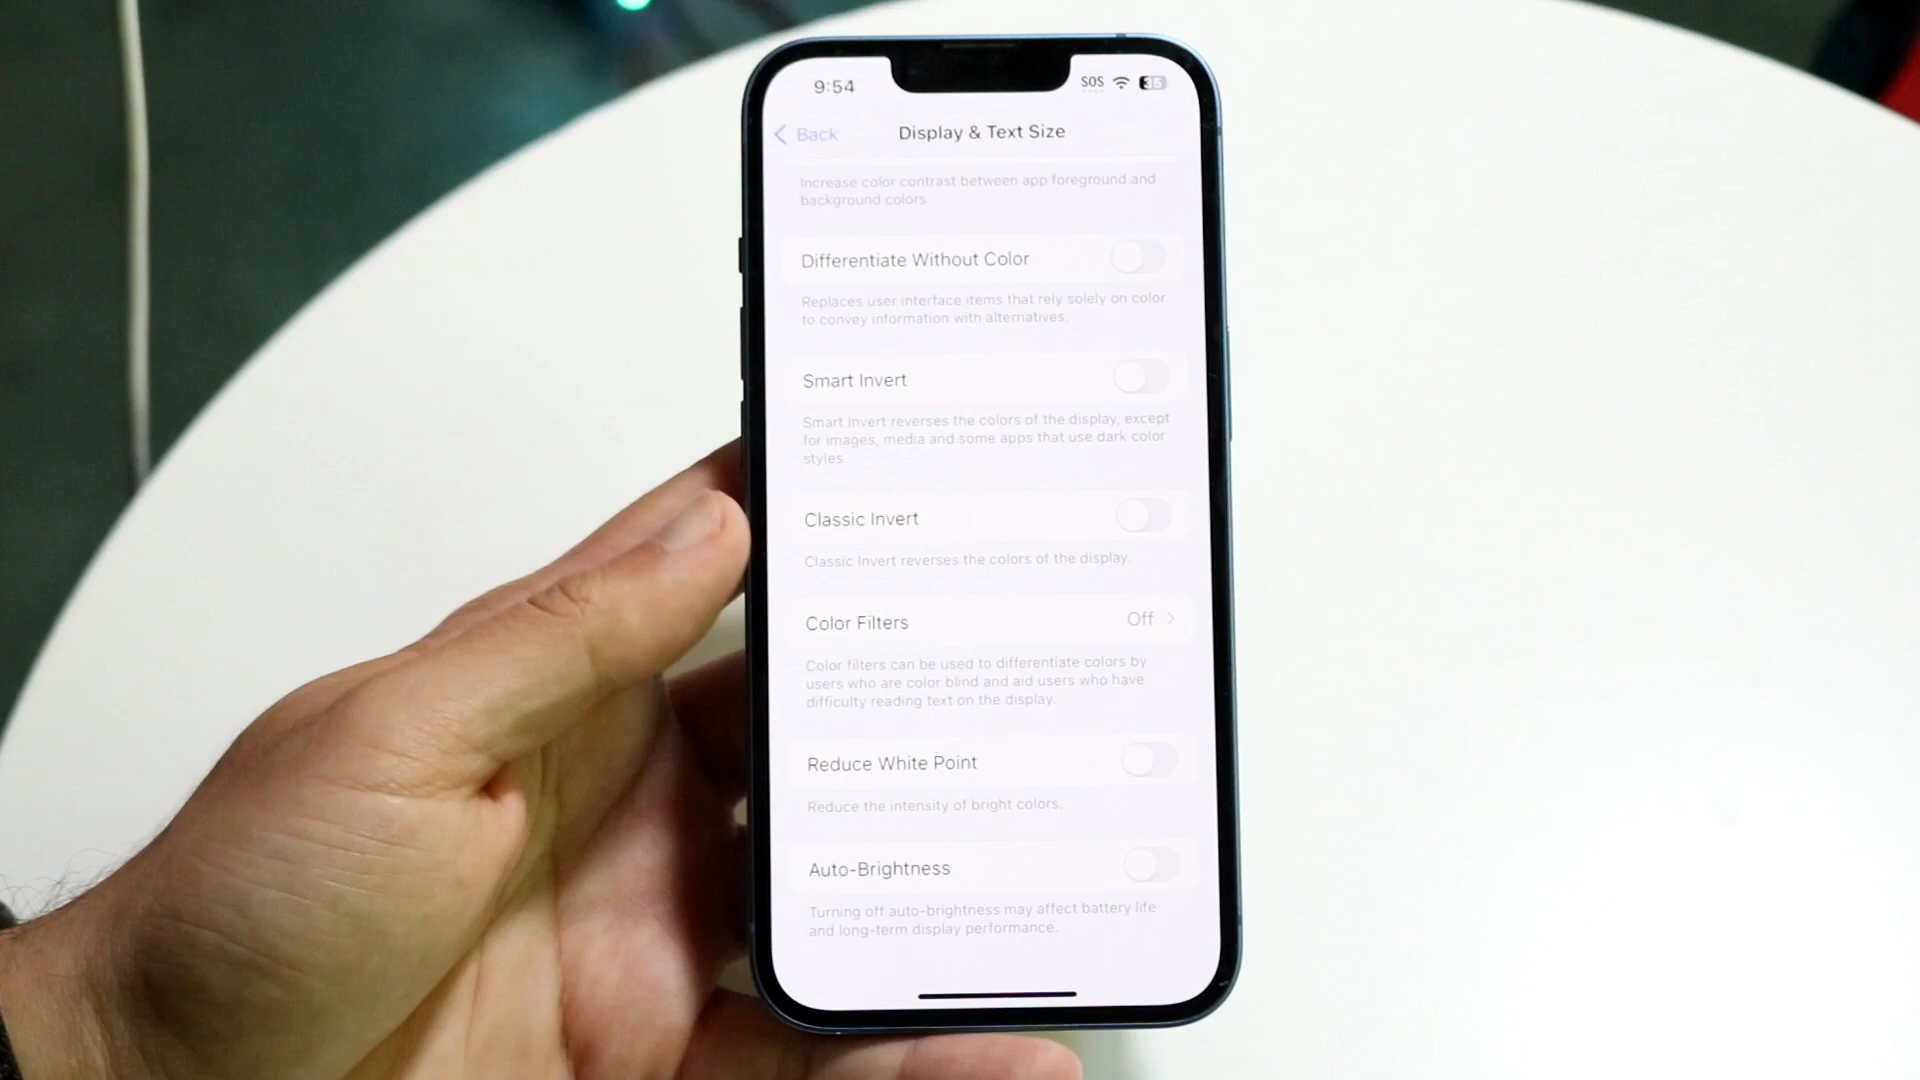 9:54
SOS
35
Back
Display & Text Size
Increase color contrast between app foreground and
background colors.
Differentiate Without Color
Replaces user interface items that rely solely on color
to convey information with alternatives.
Smart Invert
Smart Invert reverses the colors of the display, except
for images, media and some apps that use dark color
styles.
Classic Invert
Classic Invert reverses the colors of the display.
Color Filters
Off
Color filters can be used to differentiate colors by
users who are color blind and aid users who have
difficulty reading text on the display.
Reduce White Point
Reduce the intensity of bright colors.
Auto-Brightness
Turning off auto-brightness may affect battery life
and long-term display performance.